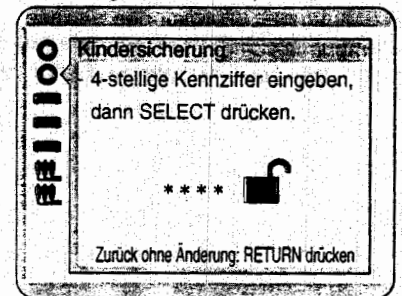 Kindersicherung
4-stellige Kennziffer eingeben,
dann SELECT drücken.
* * * *
Zurück ohne Änderung: RETURN drücken